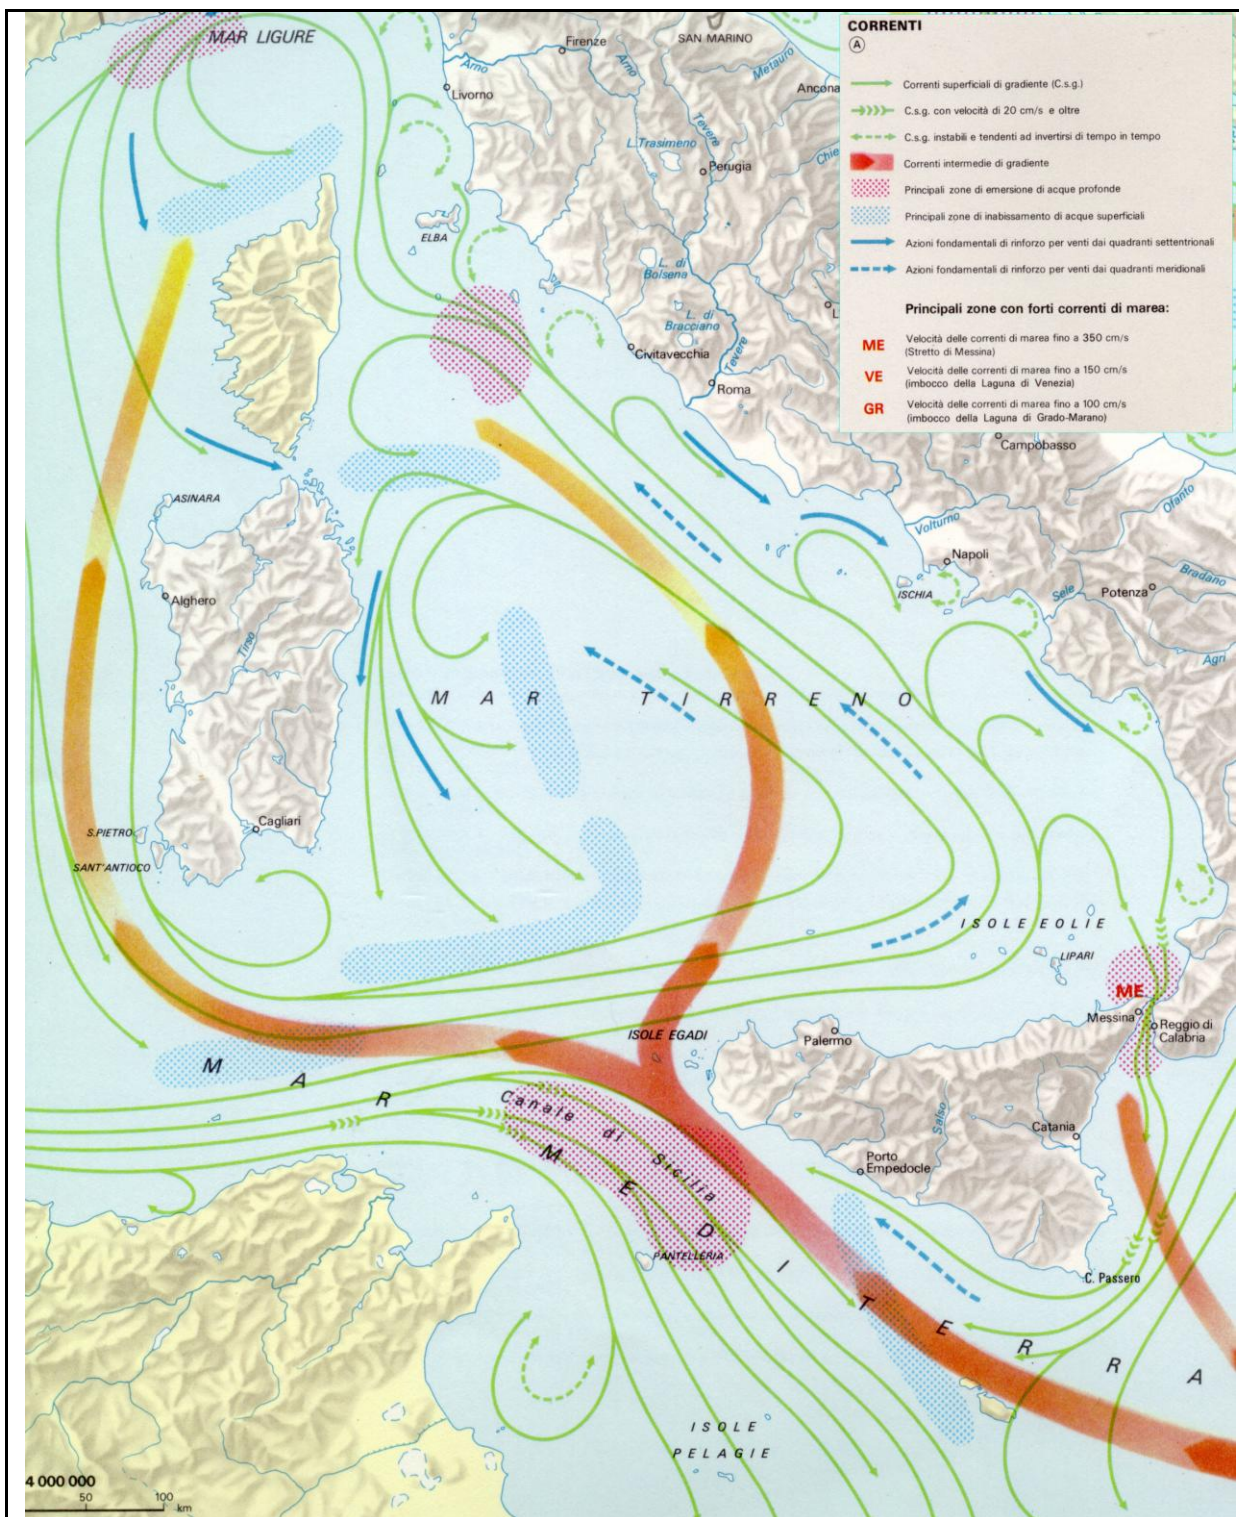 MAR LIGURE
Firenze
SAN MARINO
Arno
Arno
Metauro
Livorno
Ancona
Tevere
L. Trasimeno
Chie
Perugia
ELBA
L. di
Bolsena
L. di
Bracciano
Civitavecchia
Tevere
Roma
L
CORRENTI
A
Correnti superficiali di gradiente (C.s.g.)
C.s.g. con velocità di 20 cm/s e oltre
C.s.g. instabili e tendenti ad invertirsi di tempo in tempo
Correnti intermedie di gradiente
Principali zone di emersione di acque profonde
Principali zone di inabissamento di acque superficiali
Azioni fondamentali di rinforzo per venti dai quadranti settentrionali
Azioni fondamentali di rinforzo per venti dai quadranti meridionali
Principali zone con forti correnti di marea:
ME Velocità delle correnti di marea fino a 350 cm/s
(Stretto di Messina)
VE Velocità delle correnti di marea fino a 150 cm/s
(imbocco della Laguna di Venezia)
GR Velocità delle correnti di marea fino a 100 cm/s
(imbocco della Laguna di Grado-Marano)
Campobasso
ASINARA
Volturno
Ofanto
Napoli
Alghero
ISCHIA
Sele
Potenza
Bradano
Tirso
Agri
MAR TIRRENO
S.PIETRO
Cagliari
SANT'ANTIOCO
ISOLE EOLIE
LIPARI
ME
Messina
Reggio di
Calabria
ISOLE EGADI
Palermo
MAR MEDITERRA
Canale di Sicilia
Salso
Catania
Porto
Empedocle
PANTELLERIA
C. Passero
ISOLE
PELAGIE
4 000 000
50 100
km